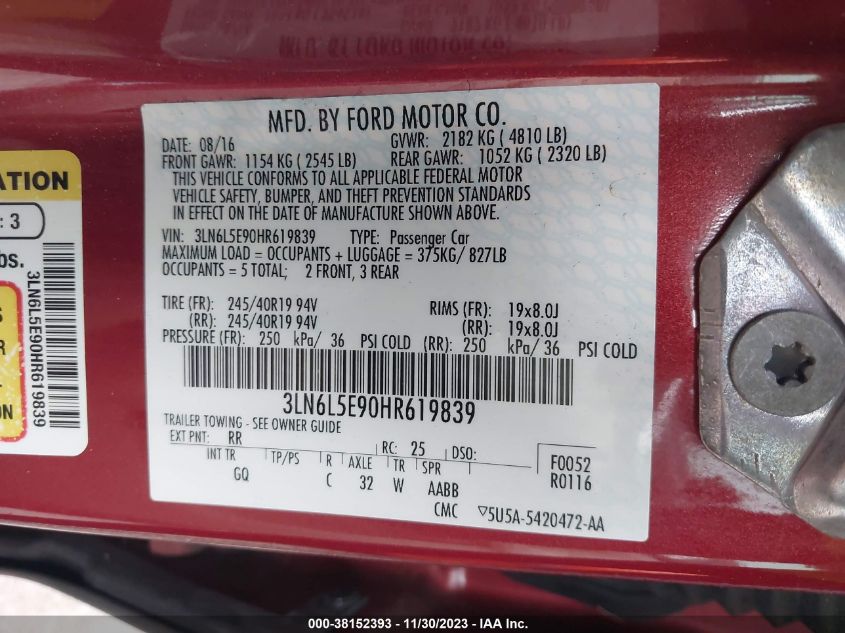 MFD. BY FORD MOTOR CO.
DATE: 08/16 GVWR: 2182 KG ( 4810 LB)
FRONT GAWR: 1154 KG ( 2545 LB) REAR GAWR: 1052 KG ( 2320 LB)
THIS VEHICLE CONFORMS TO ALL APPLICABLE FEDERAL MOTOR
VEHICLE SAFETY, BUMPER, AND THEFT PREVENTION STANDARDS
IN EFFECT ON THE DATE OF MANUFACTURE SHOWN ABOVE.
VIN: 3LN6L5E90HR619839 TYPE: Passenger Car
MAXIMUM LOAD = OCCUPANTS + LUGGAGE = 375KG/ 827LB
OCCUPANTS = 5 TOTAL; 2 FRONT, 3 REAR
TIRE (FR): 245/40R19 94V RIMS (FR): 19x8.0J
(RR): 245/40R19 94V (RR): 19x8.0J
PRESSURE (FR): 250 kPa/ 36 PSI COLD (RR): 250 kPa/ 36 PSI COLD
3LN6L5E90HR619839
TRAILER TOWING - SEE OWNER GUIDE
EXT PNT: RR RC: 25 DSO: F0052
INT TR TP/PS R AXLE TR SPR R0116
GQ C 32 W AABB
CMC ▽5U5A-5420472-AA
ATION
: 3
bs.
S
R
L
3LN6L5E90HR619839
000-38152393 - 11/30/2023 - IAA Inc.